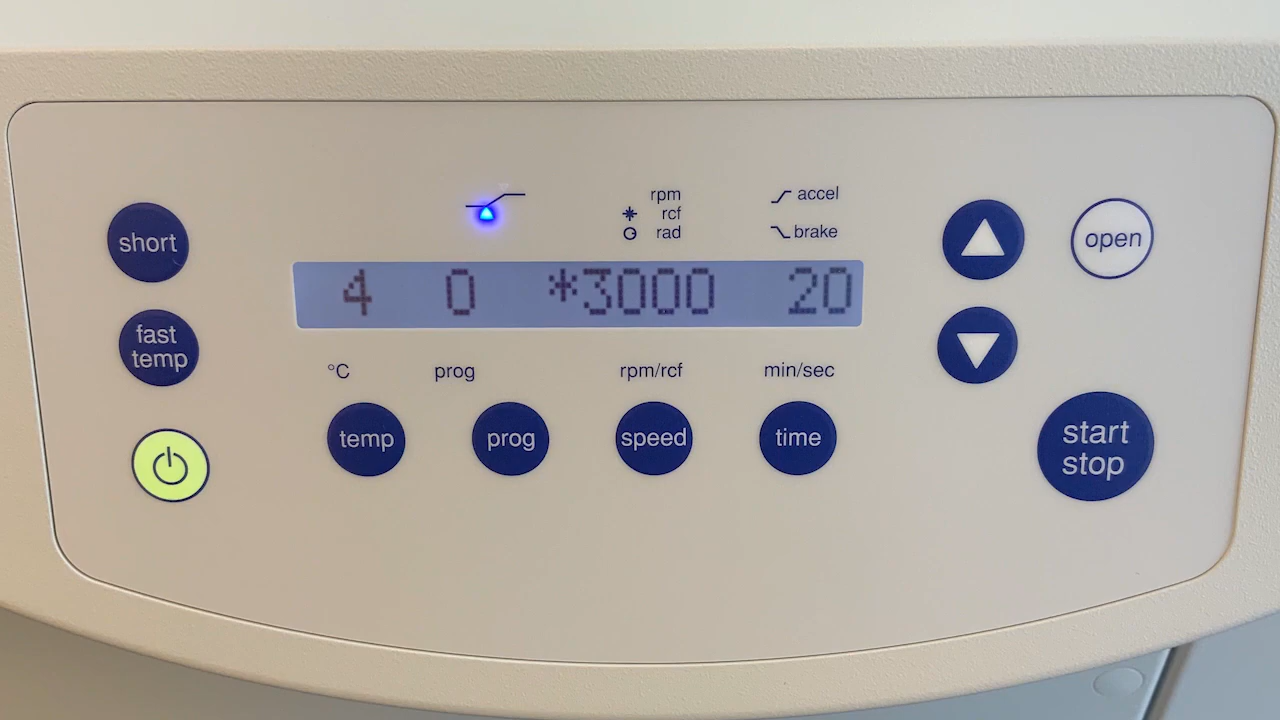 rpm
rcf
rad
accel
brake
short
fast
temp
4 0 *3000 20
°C prog rpm/rcf min/sec
temp prog speed time
open
start
stop